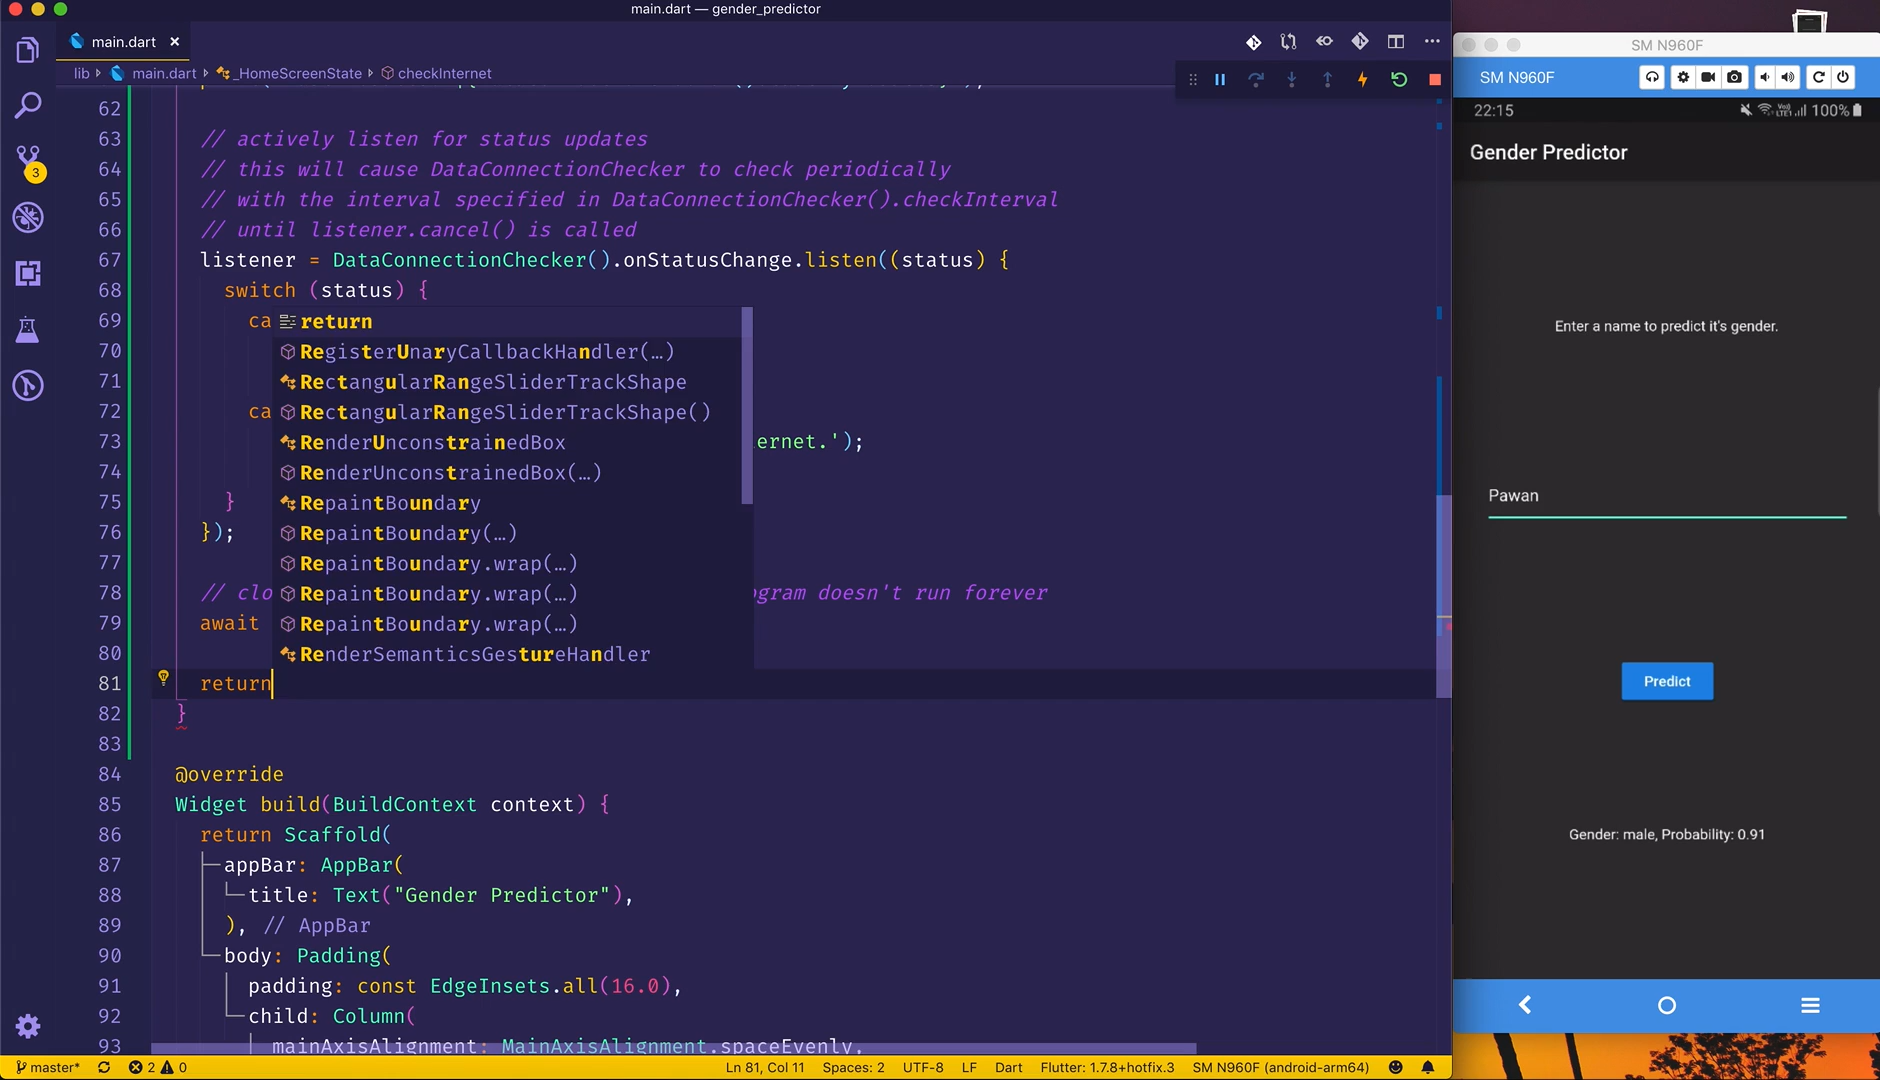 main.dart — gender_predictor
main.dart
lib main.dart _HomeScreenState checkInternet
62
63 // actively listen for status updates
64 // this will cause DataConnectionChecker to check periodically
65 // with the interval specified in DataConnectionChecker().checkInterval
66 // until listener.cancel() is called
67 listener = DataConnectionChecker().onStatusChange.listen((status) {
68 switch (status) {
69 ca return
70 RegisterUnaryCallbackHandler(…)
71 RectangularRangeSliderTrackShape
72 ca RectangularRangeSliderTrackShape()
73 RenderUnconstrainedBox ernet.');
74 RenderUnconstrainedBox(…)
75 } RepaintBoundary
76 }); RepaintBoundary(…)
77 RepaintBoundary.wrap(…)
78 // clo RepaintBoundary.wrap(…) ogram doesn't run forever
79 await RepaintBoundary.wrap(…)
80 RenderSemanticsGestureHandler
81 return
82 }
83
84 @override
85 Widget build(BuildContext context) {
86 return Scaffold(
87 appBar: AppBar(
88 title: Text("Gender Predictor"),
89 ), // AppBar
90 body: Padding(
91 padding: const EdgeInsets.all(16.0),
92 child: Column(
93 mainAxisAlignment: MainAxisAlignment.spaceEvenly,
3
master* 2 0 Ln 81, Col 11 Spaces: 2 UTF-8 LF Dart Flutter: 1.7.8+hotfix.3 SM N960F (android-arm64)
SM N960F
SM N960F
22:15 100%
Gender Predictor
Enter a name to predict it's gender.
Pawan
Predict
Gender: male, Probability: 0.91